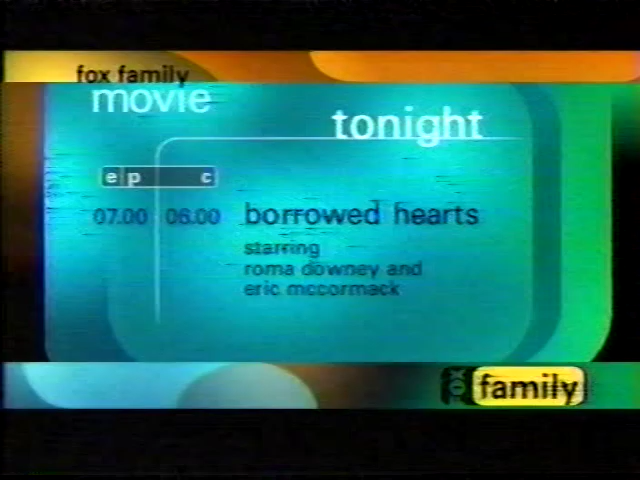 fox family
movie
tonight
e p c
07.00 06.00 borrowed hearts
starring
roma downey and
eric mccormack
FOX family